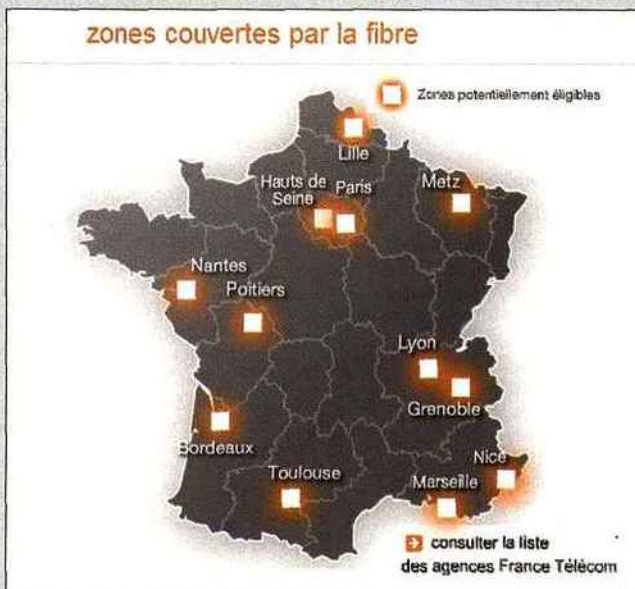 zones couvertes par la fibre
Zones potentiellement éligibles
Lille
Hauts de
Seine
Paris
Metz
Nantes
Poitiers
Lyon
Grenoble
Bordeaux
Toulouse
Marseille
Nice
consulter la liste
des agences France Télécom